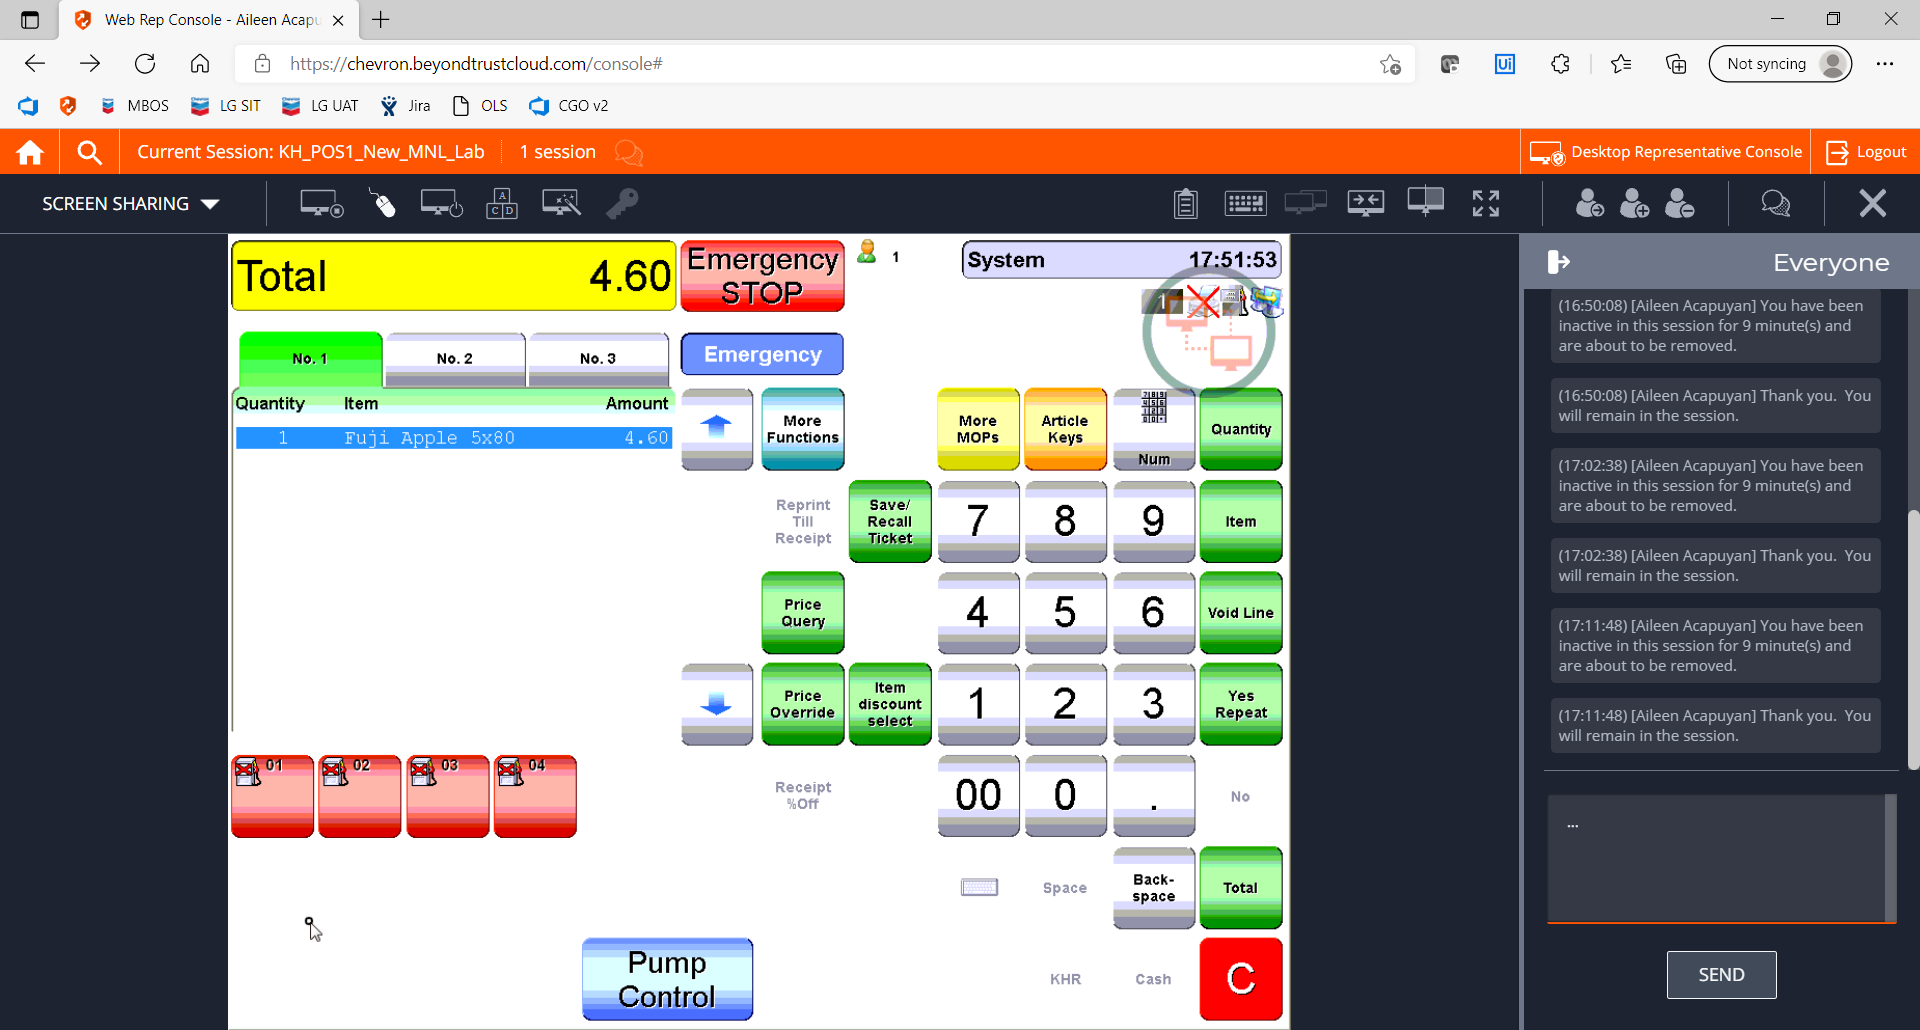 Web Rep Console - Aileen Acapu
https://chevron.beyondtrustcloud.com/console#
Not syncing
MBOS
LG SIT
LG UAT
Jira
OLS
CGO v2
Current Session: KH_POS1_New_MNL_Lab
1 session
Desktop Representative Console
Logout
SCREEN SHARING
Total 4.60
Emergency
STOP
1
System 17:51:53
1
No. 1
No. 2
No. 3
Emergency
Quantity Item Amount
1 Fuji Apple 5x80 4.60
More
Functions
More
MOPs
Article
Keys
Num
Quantity
Reprint
Till
Receipt
Save/
Recall
Ticket
7
8
9
Item
Price
Query
4
5
6
Void Line
Price
Override
Item
discount
select
1
2
3
Yes
Repeat
01
02
03
04
Receipt
%Off
00
0
.
No
Space
Back-
space
Total
Pump
Control
KHR
Cash
C
Everyone
(16:50:08) [Aileen Acapuyan] You have been
inactive in this session for 9 minute(s) and
are about to be removed.
(16:50:08) [Aileen Acapuyan] Thank you. You
will remain in the session.
(17:02:38) [Aileen Acapuyan] You have been
inactive in this session for 9 minute(s) and
are about to be removed.
(17:02:38) [Aileen Acapuyan] Thank you. You
will remain in the session.
(17:11:48) [Aileen Acapuyan] You have been
inactive in this session for 9 minute(s) and
are about to be removed.
(17:11:48) [Aileen Acapuyan] Thank you. You
will remain in the session.
...
SEND